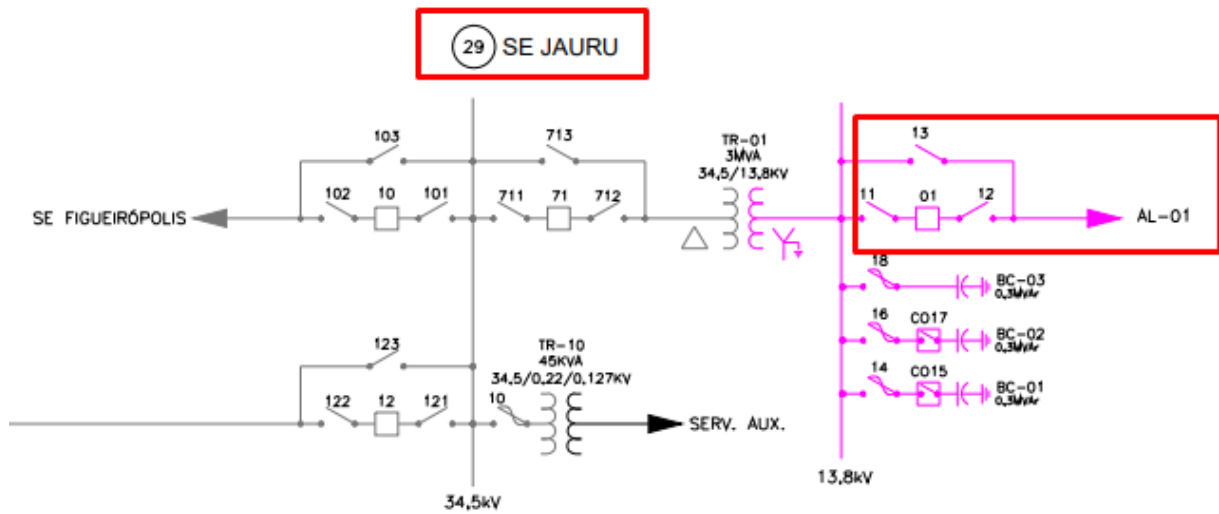 29 SE JAURU
103
713
TR-01
3MVA
34,5/13,8KV
13
102 10 101
711 71 712
11 01 12
SE FIGUEIRÓPOLIS
AL-01
18
BC-03
0.3MVAr
16 CO17
BC-02
0.3MVAr
14 CO15
BC-01
0.3MVAr
123
TR-10
45KVA
34.5/0.22/0.127KV
122 12 121
10
SERV. AUX.
13,8kV
34,5kV